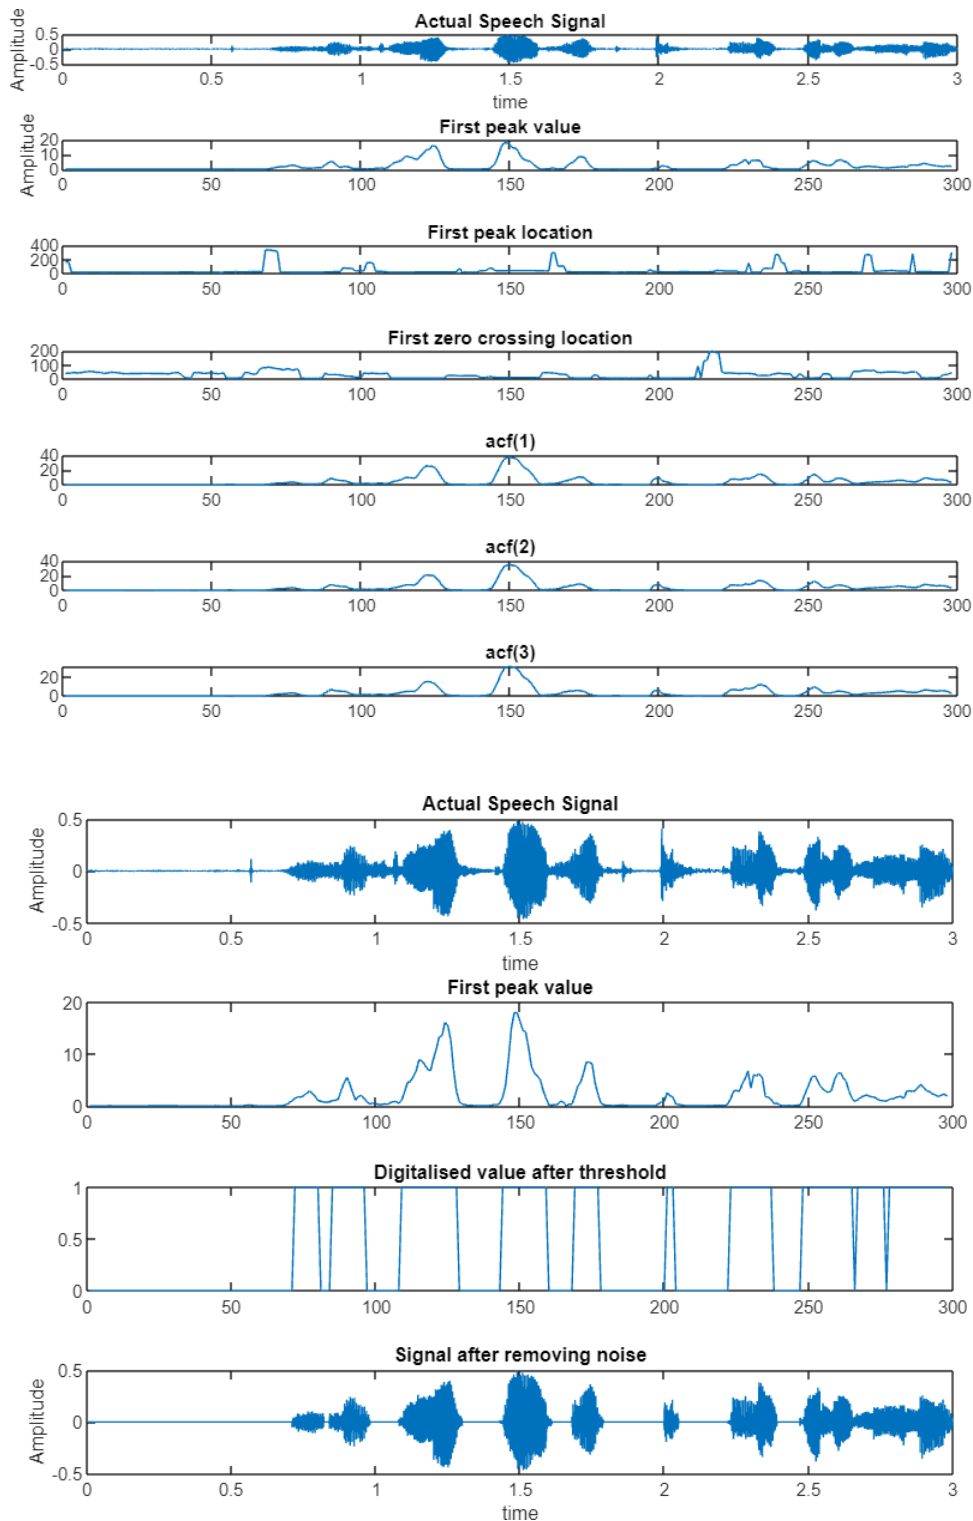 Actual Speech Signal
Amplitude
0.5
-0.5
0 0.5 1 1.5 2 2.5 3
time
First peak value
Amplitude
20
10
0
0 50 100 150 200 250 300
First peak location
400
200
0
0 50 100 150 200 250 300
First zero crossing location
200
100
0
0 50 100 150 200 250 300
acf(1)
40
20
0
0 50 100 150 200 250 300
acf(2)
40
20
0
0 50 100 150 200 250 300
acf(3)
20
0
0 50 100 150 200 250 300
Actual Speech Signal
Amplitude
0.5
0
-0.5
0 0.5 1 1.5 2 2.5 3
time
First peak value
20
10
0
0 50 100 150 200 250 300
Digitalised value after threshold
1
0.5
0
0 50 100 150 200 250 300
Signal after removing noise
Amplitude
0.5
0
-0.5
0 0.5 1 1.5 2 2.5 3
time